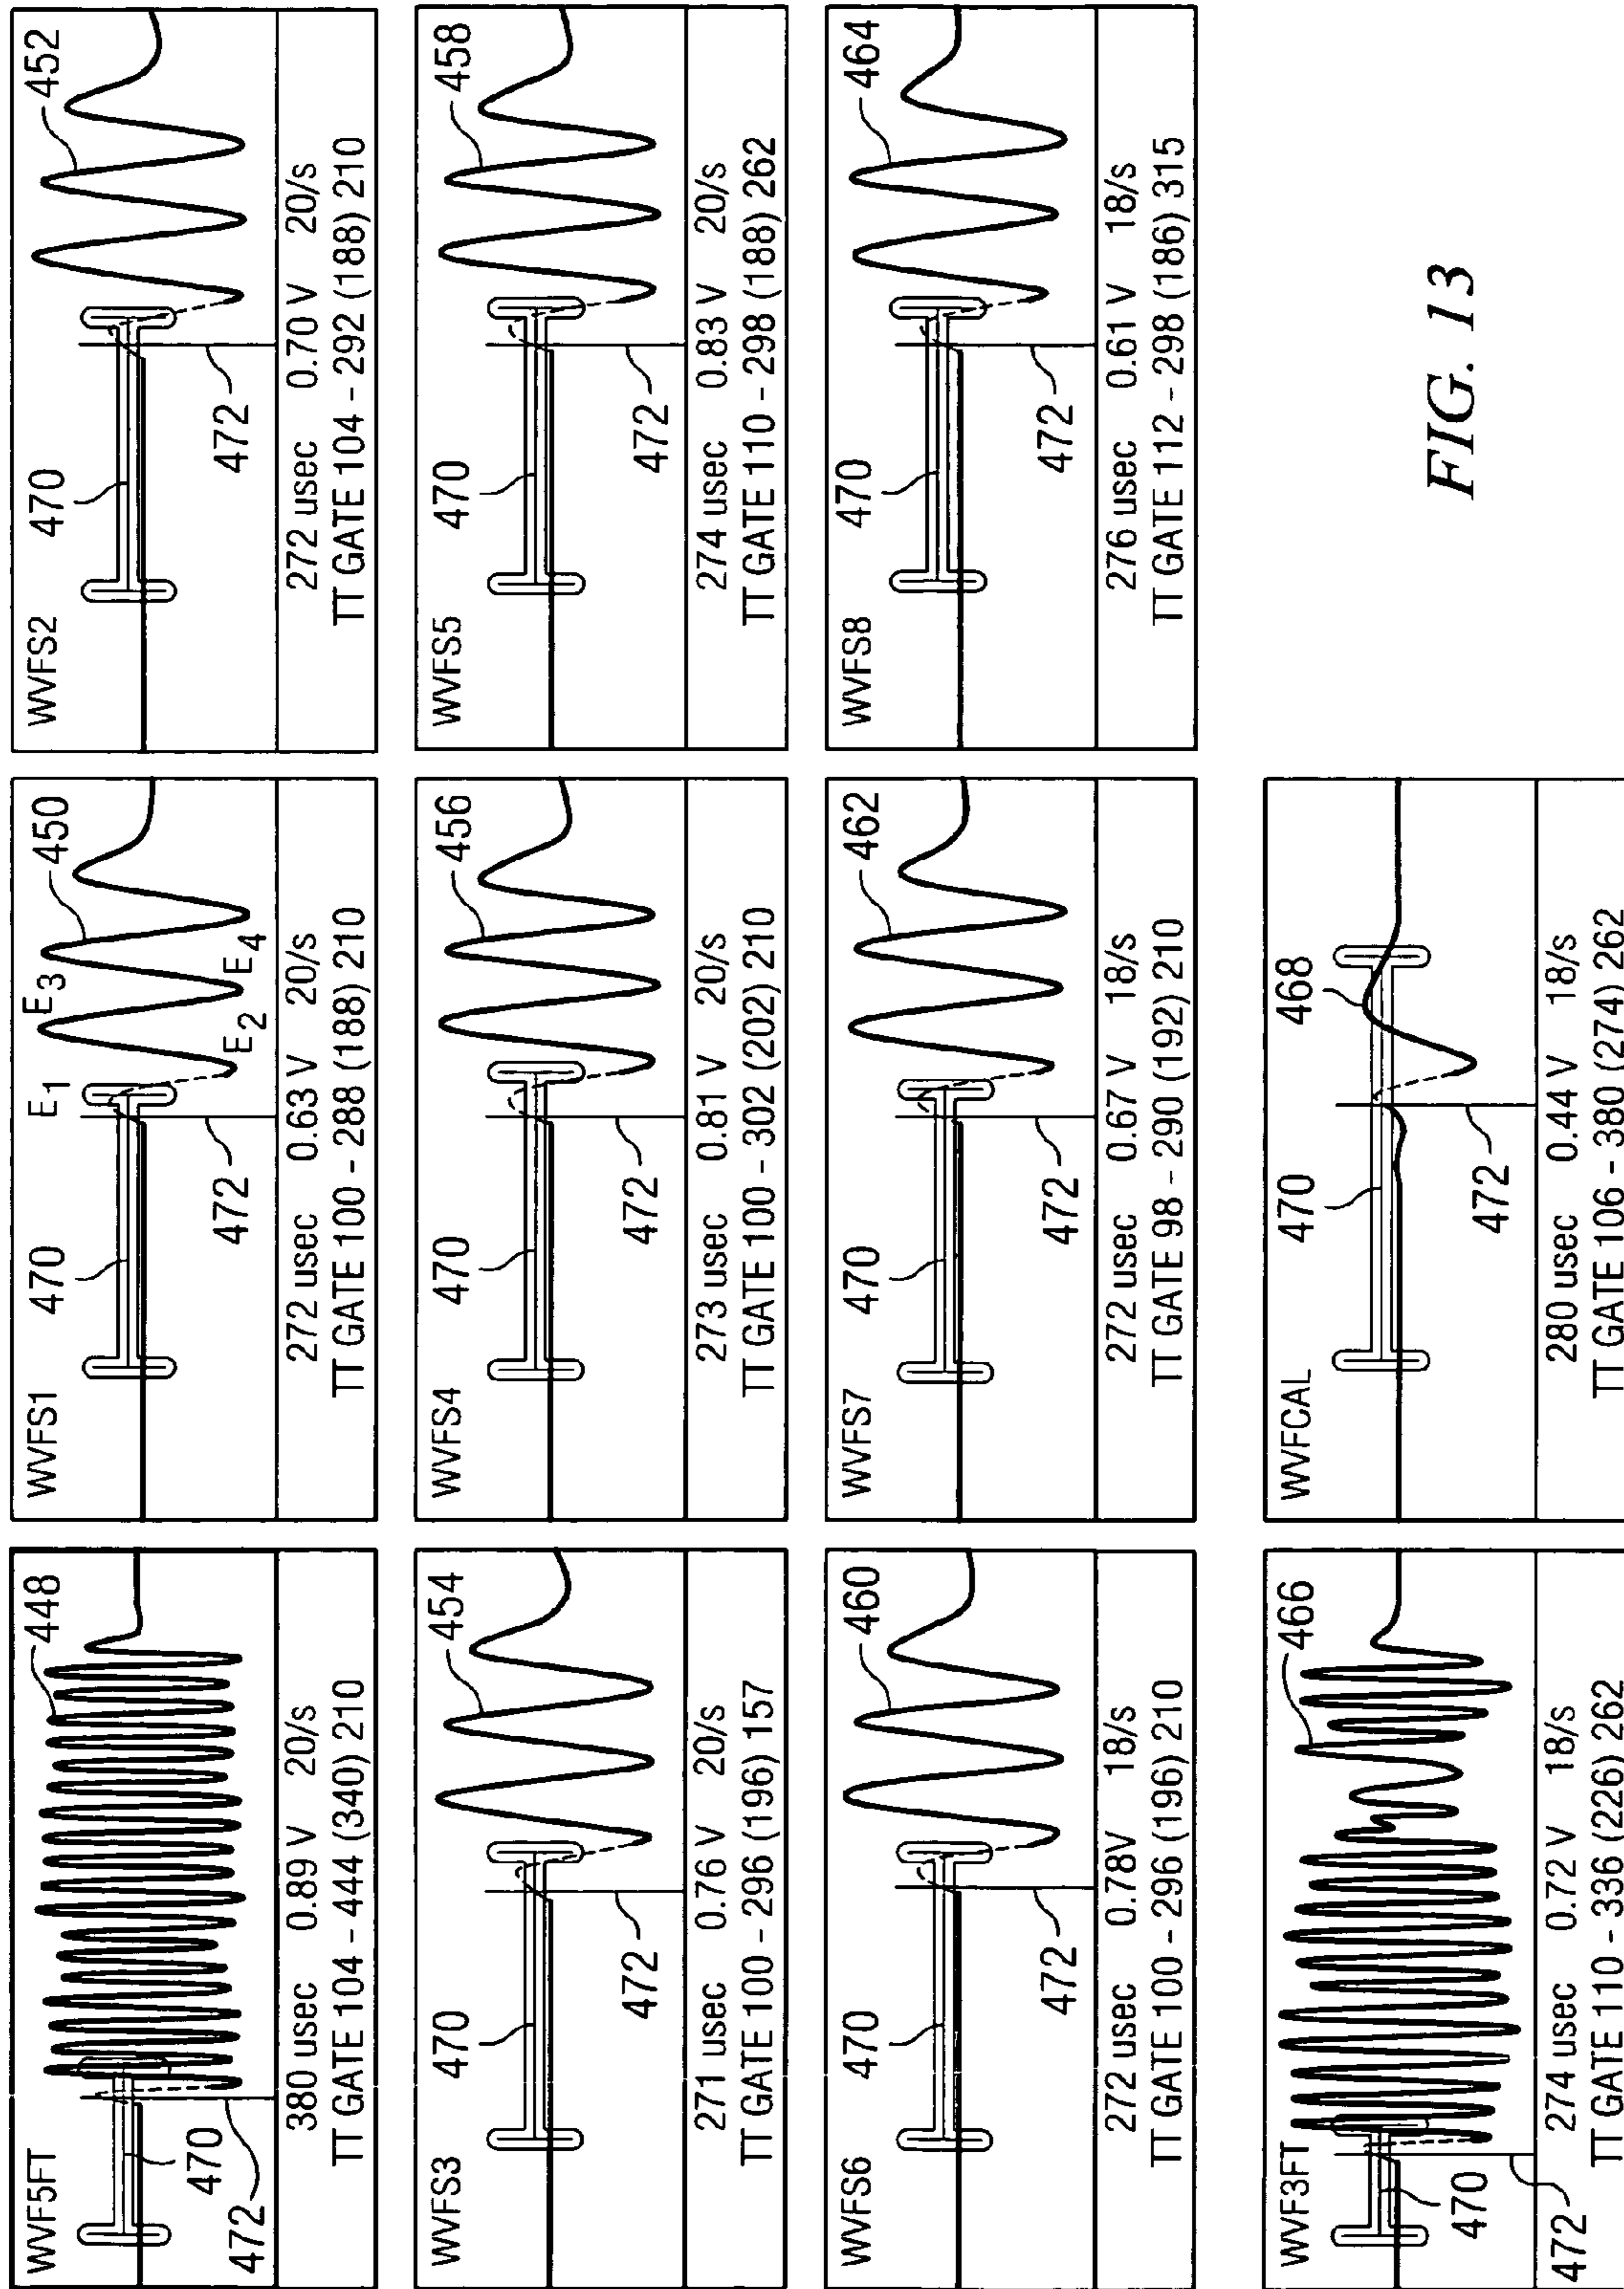 WVF5FT
448
470
472
380 usec 0.89 V 20/s
TT GATE 104 - 444 (340) 210
WVFS1
E1
E3
450
470
E2
E4
472
272 usec 0.63 V 20/s
TT GATE 100 - 288 (188) 210
WVFS2
452
470
472
272 usec 0.70 V 20/s
TT GATE 104 - 292 (188) 210
WVFS3
454
470
472
271 usec 0.76 V 20/s
TT GATE 100 - 296 (196) 157
WVFS4
456
470
472
273 usec 0.81 V 20/s
TT GATE 100 - 302 (202) 210
WVFS5
458
470
472
274 usec 0.83 V 20/s
TT GATE 110 - 298 (188) 262
WVFS6
460
470
472
272 usec 0.78V 18/s
TT GATE 100 - 296 (196) 210
WVFS7
462
470
472
272 usec 0.67 V 18/s
TT GATE 98 - 290 (192) 210
WVFS8
464
470
472
276 usec 0.61 V 18/s
TT GATE 112 - 298 (186) 315
WVF3FT
466
470
472
274 usec 0.72 V 18/s
TT GATE 110 - 336 (226) 262
WVFCAL
468
470
472
280 usec 0.44 V 18/s
TT GATE 106 - 380 (274) 262
FIG. 13